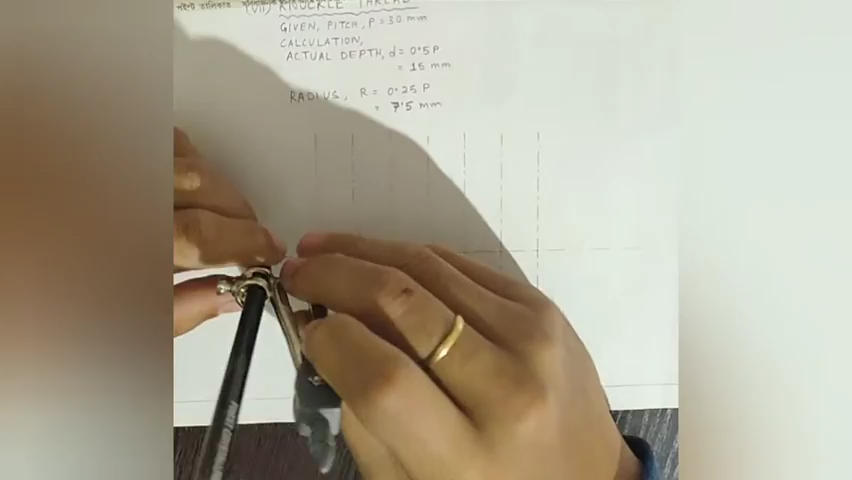 (vii) KNUCKLE THREAD
GIVEN, PITCH, P = 30 mm
CALCULATION,
ACTUAL DEPTH, d = 0.5P
= 15 mm
RADIUS, R = 0.25 P
= 7.5 mm